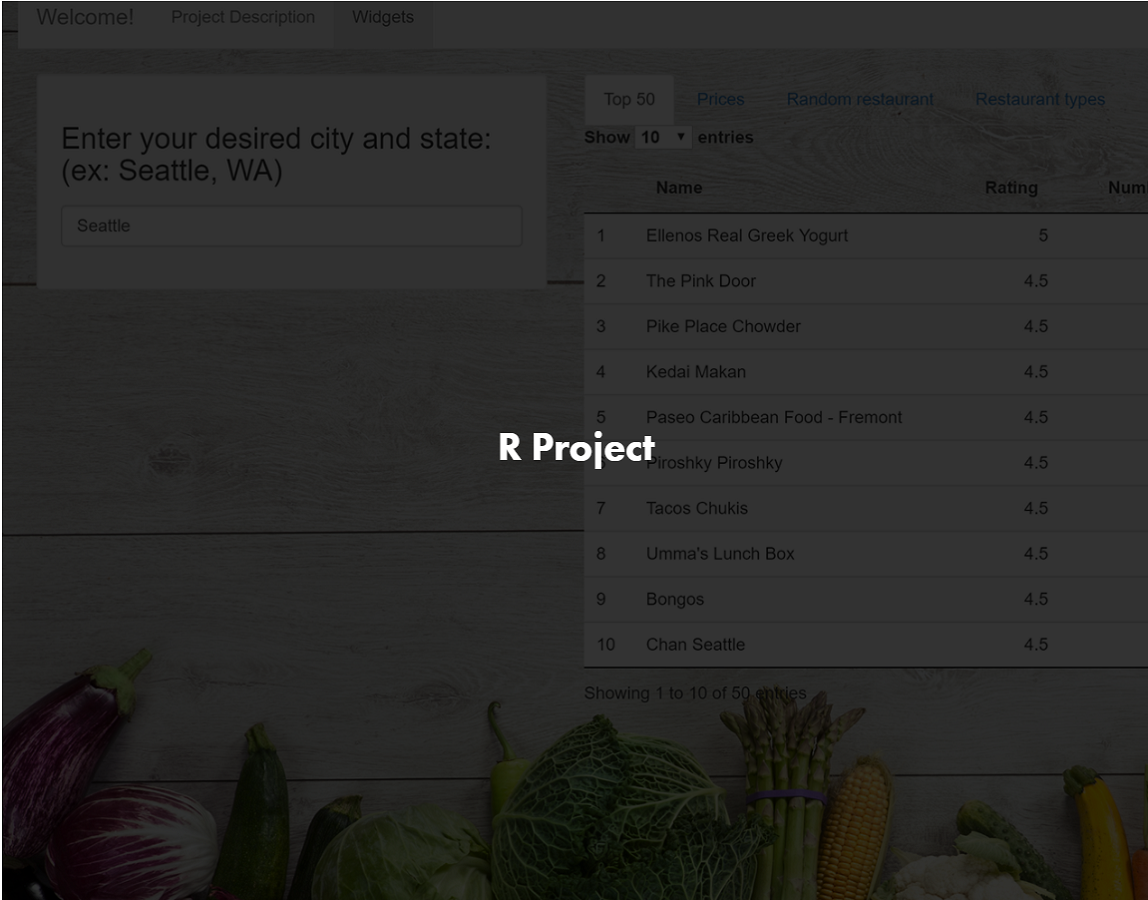 Welcome! Project Description Widgets
Enter your desired city and state:
(ex: Seattle, WA)
Seattle
Top 50 Prices Random restaurant Restaurant types
Show 10 entries
Name Rating
1 Ellenos Real Greek Yogurt 5
2 The Pink Door 4.5
3 Pike Place Chowder 4.5
4 Kedai Makan 4.5
5 Paseo Caribbean Food - Fremont 4.5
R Project
Piroshky Piroshky 4.5
7 Tacos Chukis 4.5
8 Umma's Lunch Box 4.5
9 Bongos 4.5
10 Chan Seattle 4.5
Showing 1 to 10 of 50 entries